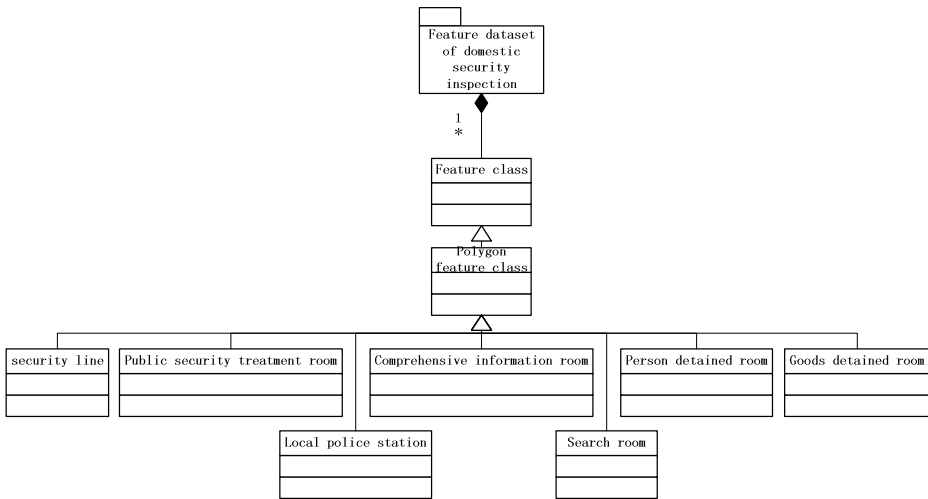 Feature dataset
of domestic
security
inspection
1
*
Feature class
Polygon
feature class
security line
Public security treatment room
Comprehensive information room
Person detained room
Goods detained room
Local police station
Search room